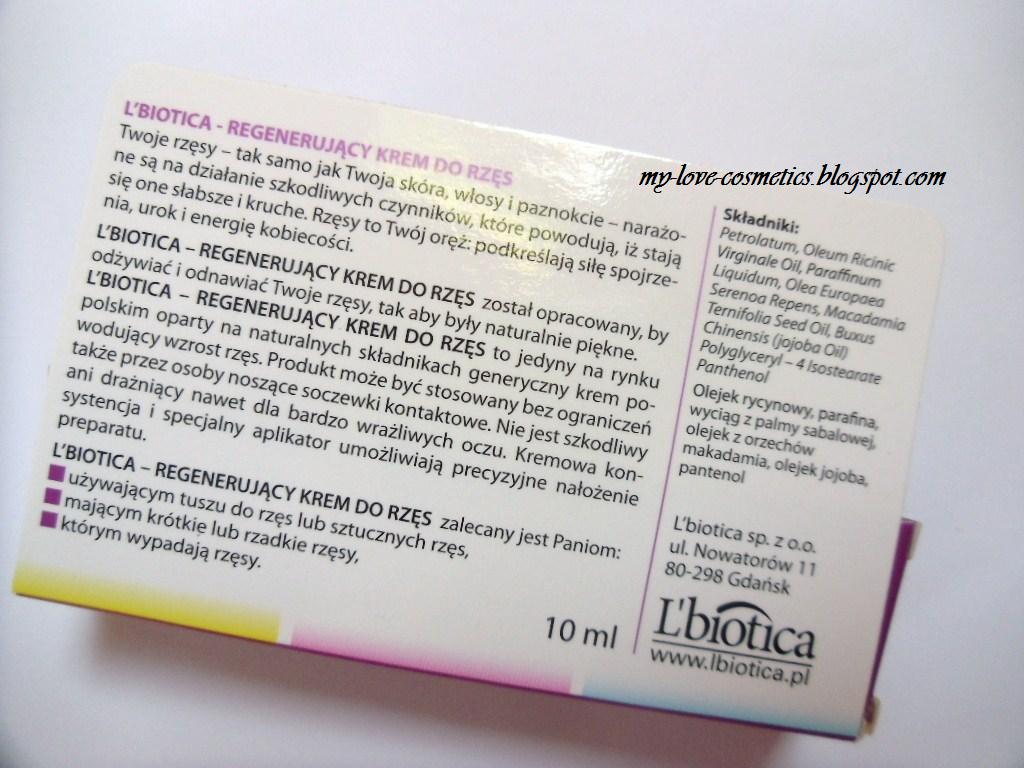 L'BIOTICA - REGENERUJĄCY KREM DO RZĘS
Twoje rzęsy – tak samo jak Twoja skóra, włosy i paznokcie – narażo-
ne są na działanie szkodliwych czynników, które powodują, iż stają
się one słabsze i kruche. Rzęsy to Twój oręż: podkreślają siłę spojrze-
nia, urok i energię kobiecości.
L'BIOTICA – REGENERUJĄCY KREM DO RZĘS został opracowany, by
odżywiać i odnawiać Twoje rzęsy, tak aby były naturalnie piękne.
L'BIOTICA – REGENERUJĄCY KREM DO RZĘS to jedyny na rynku
polskim oparty na naturalnych składnikach generyczny krem po-
wodujący wzrost rzęs. Produkt może być stosowany bez ograniczeń
także przez osoby noszące soczewki kontaktowe. Nie jest szkodliwy
ani drażniący nawet dla bardzo wrażliwych oczu. Kremowa kon-
systencja i specjalny aplikator umożliwiają precyzyjne nałożenie
preparatu.
L'BIOTICA – REGENERUJĄCY KREM DO RZĘS zalecany jest Paniom:
używającym tuszu do rzęs lub sztucznych rzęs,
mającym krótkie lub rzadkie rzęsy,
którym wypadają rzęsy.
10 ml
my-love-cosmetics.blogspot.com
Składniki:
Petrolatum, Oleum Ricinic
Virginale Oil, Paraffinum
Liquidum, Olea Europaea
Serenoa Repens, Macadamia
Ternifolia Seed Oil, Buxus
Chinensis (jojoba Oil)
Polyglyceryl – 4 Isostearate
Panthenol
Olejek rycynowy, parafina,
wyciąg z palmy sabalowej,
olejek z orzechów
makadamia, olejek jojoba,
pantenol
L'biotica sp. z o.o.
ul. Nowatorów 11
80-298 Gdańsk
L'biotica
www.lbiotica.pl